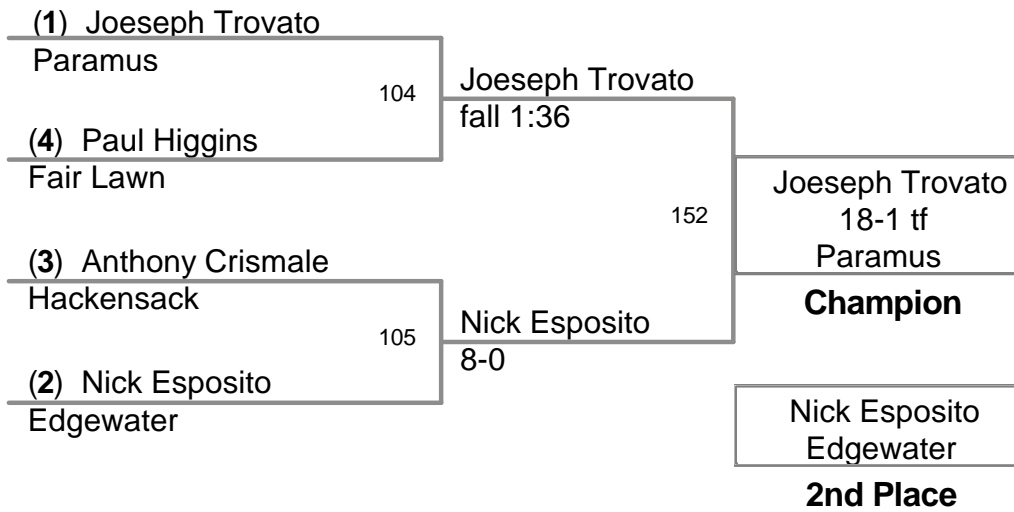 (1) Joeseph Trovato
Paramus
104
(4) Paul Higgins
Fair Lawn
(3) Anthony Crismale
Hackensack
105
(2) Nick Esposito
Edgewater
Joeseph Trovato
fall 1:36
152
Nick Esposito
8-0
Joeseph Trovato
18-1 tf
Paramus
Champion
Nick Esposito
Edgewater
2nd Place